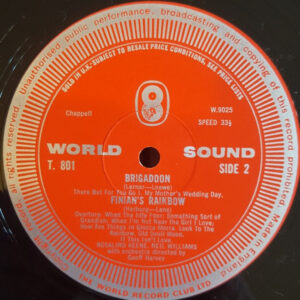 All rights reserved. Unauthorised public performance, broadcasting and copying of this record prohibited. Made in England
SOLD IN U.K. SUBJECT TO RESALE PRICE CONDITIONS, SEE PRICE LISTS
Chappell
W.9025
SPEED 33⅓
WORLD SOUND
T. 801
SIDE 2
BRIGADOON
(Lerner—Loewe)
There But For You Go I. My Mother's Wedding Day.
FINIAN'S RAINBOW
(Harburg—Lane)
Overture. When The Idle Poor. Something Sort of
Grandish. When I'm Not Near the Girl I Love.
How Are Things in Glocca Morra. Look To The
Rainbow. Old Devil Moon.
If This Isn't Love.
ROSALIND KEENE, NEIL WILLIAMS
with orchestra directed by
Geoff Harvey
THE WORLD RECORD CLUB LTD.